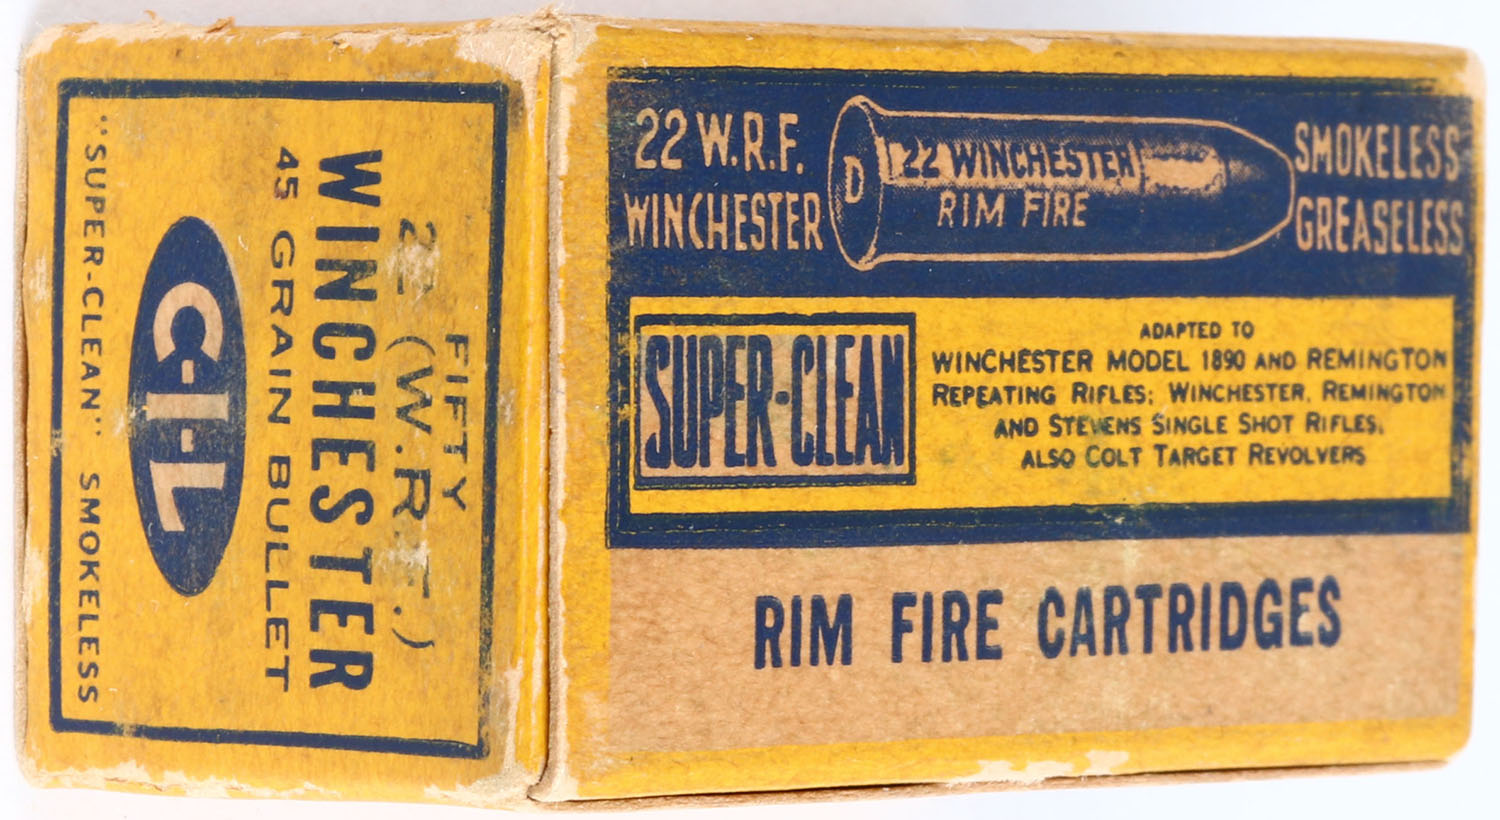 FIFTY
22 (W.R.F.)
WINCHESTER
45 GRAIN BULLET
C-I-L
"SUPER-CLEAN" SMOKELESS
22 W.R.F.
WINCHESTER
D
22 WINCHESTER
RIM FIRE
SMOKELESS
GREASELESS
SUPER-CLEAN
ADAPTED TO
WINCHESTER MODEL 1890 AND REMINGTON
REPEATING RIFLES; WINCHESTER, REMINGTON
AND STEVENS SINGLE SHOT RIFLES,
ALSO COLT TARGET REVOLVERS
RIM FIRE CARTRIDGES